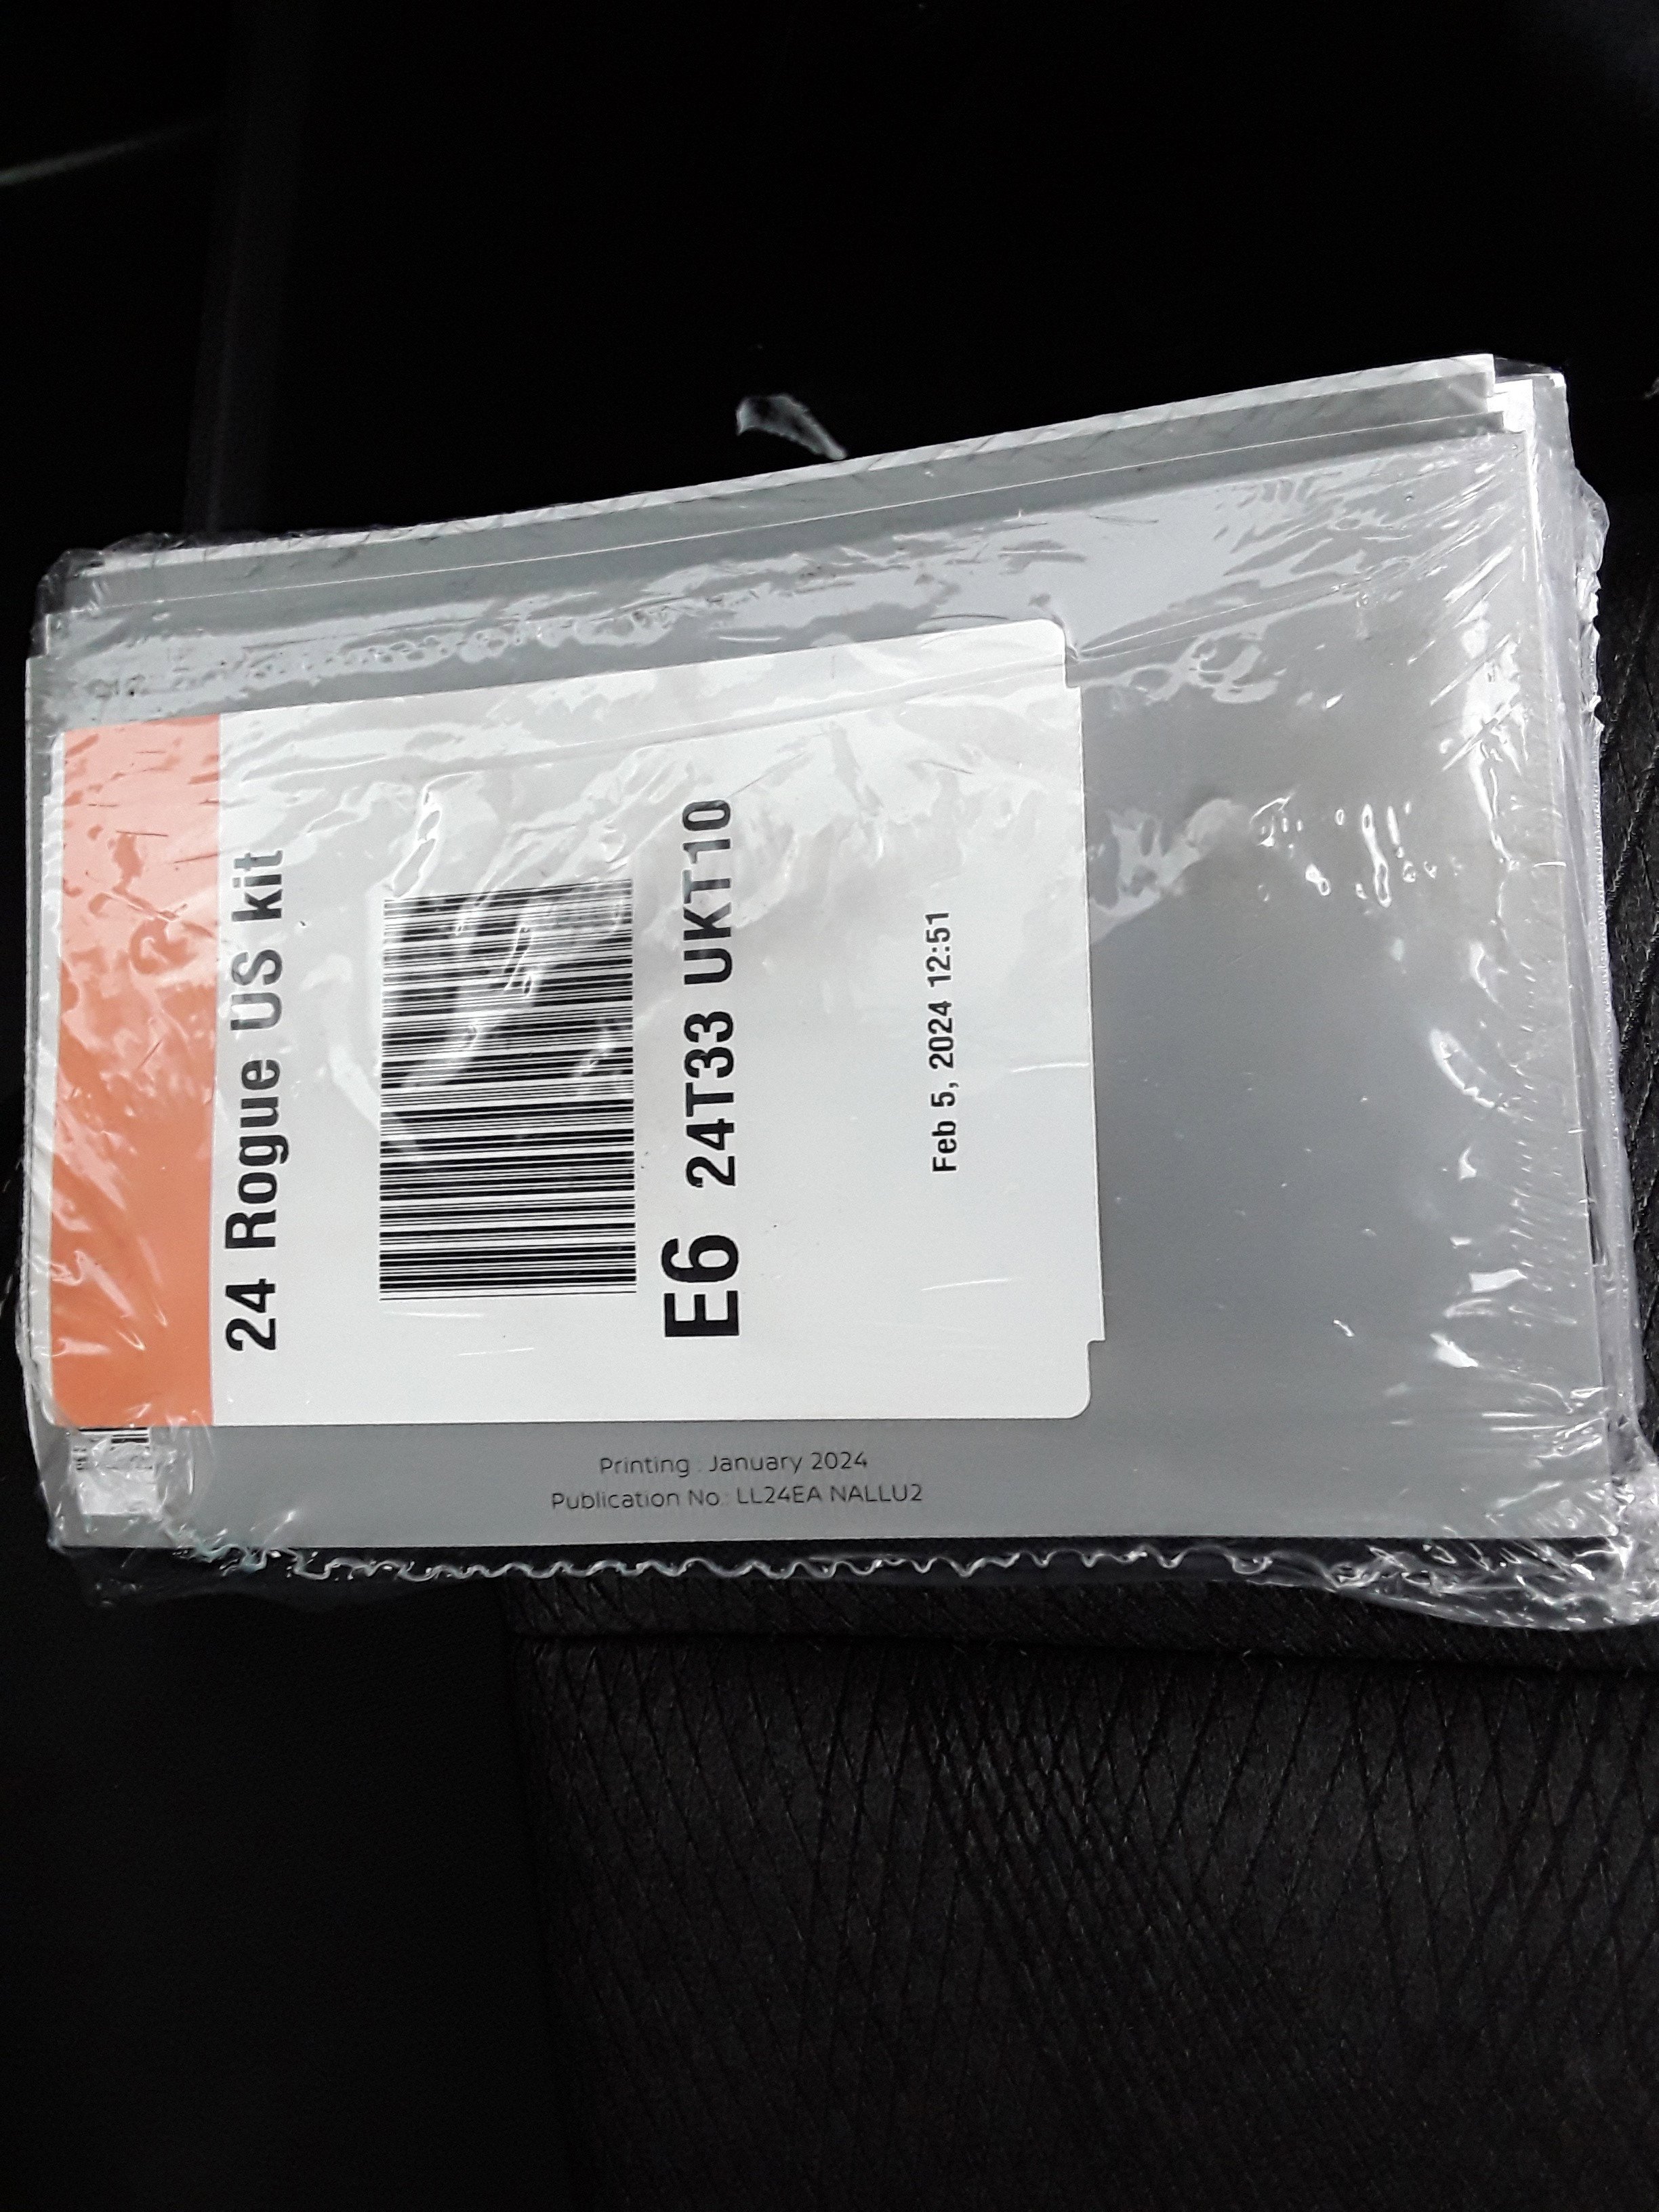 24 Rogue US kit
E6 24T33 UKT10
Feb 5, 2024 12:51
Printing : January 2024
Publication No.: LL24EA NALLU2